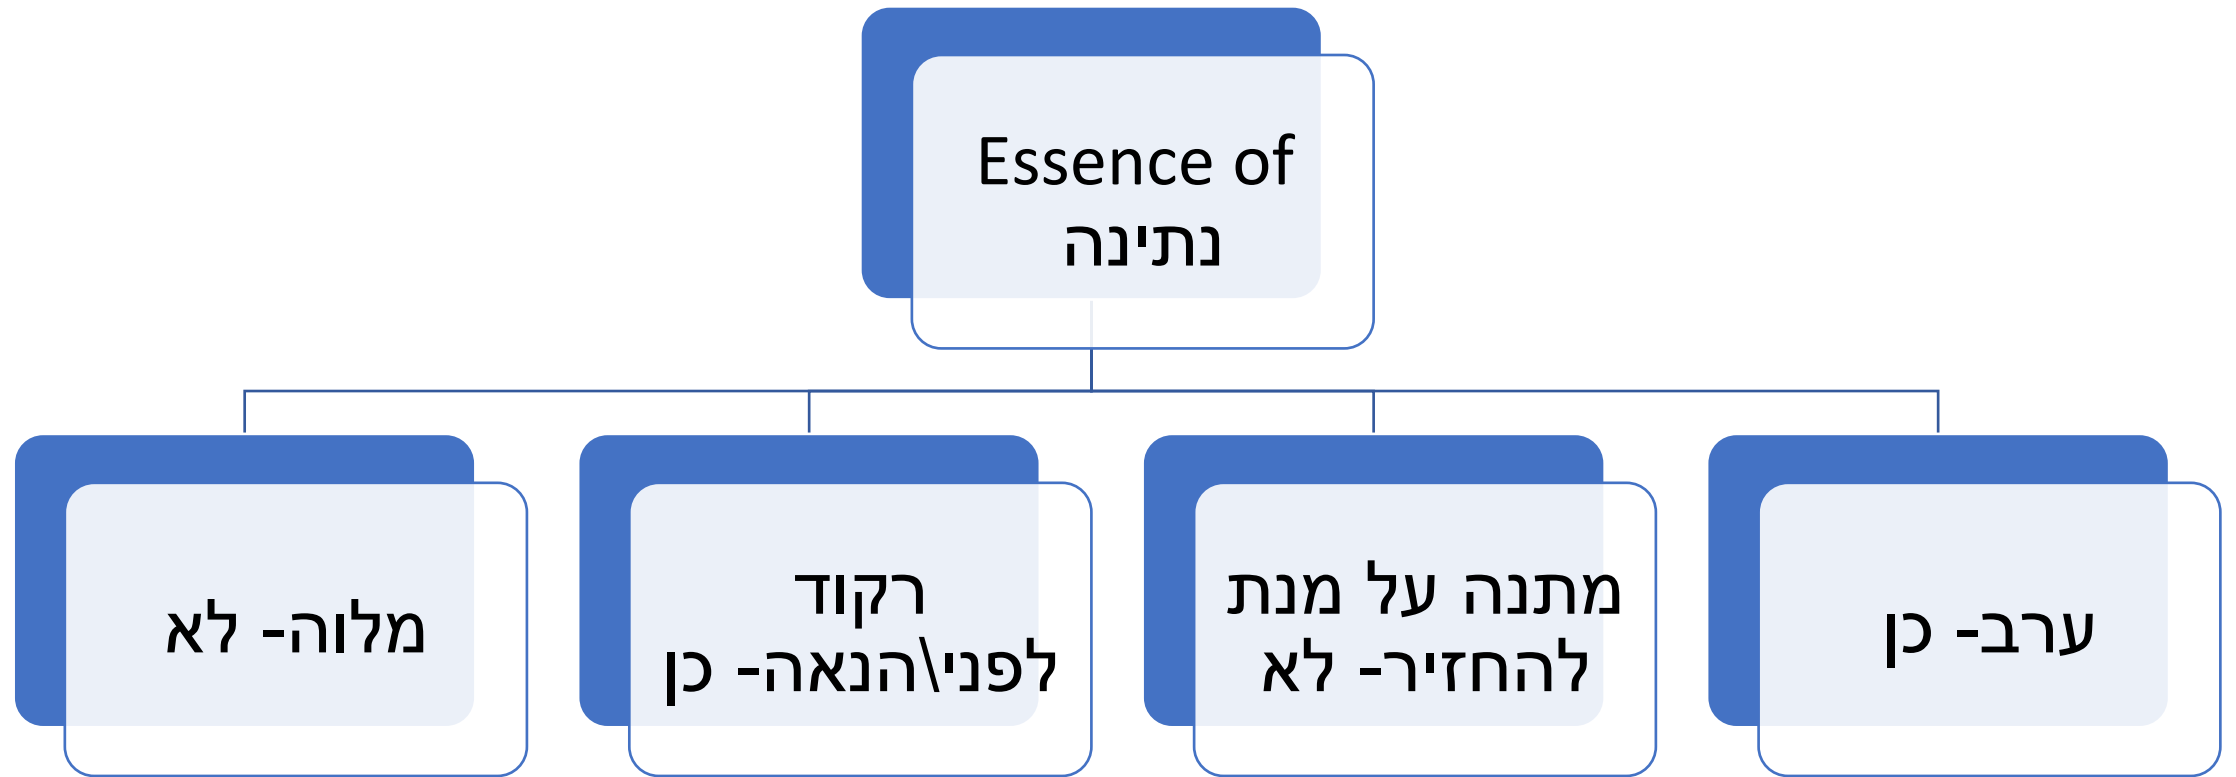 Essence of
נתינה
מלוה- לא
רקוד
לפני\הנאה- כן
מתנה על מנת
להחזיר- לא
ערב- כן